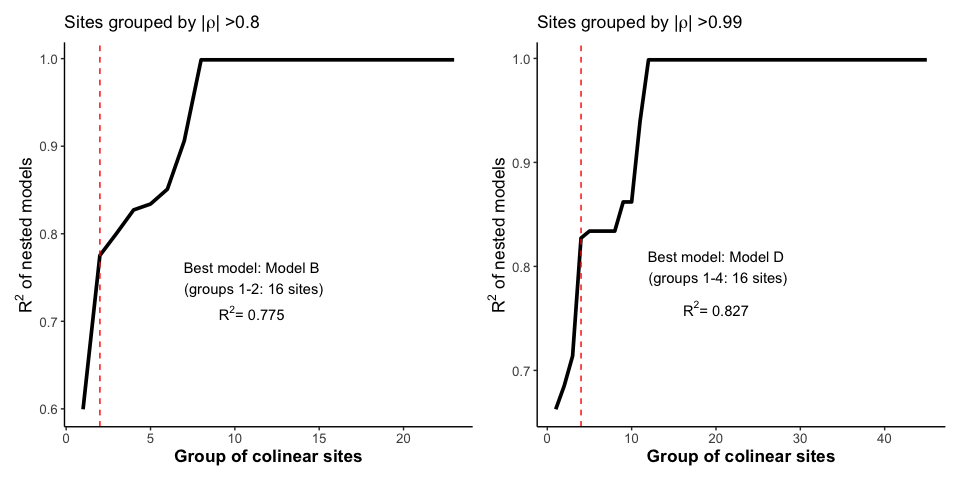 Sites grouped by |ρ| >0.8
R² of nested models
1.0
0.9
0.8
0.7
0.6
Best model: Model B
(groups 1-2: 16 sites)
R²= 0.775
0 5 10 15 20
Group of colinear sites
Sites grouped by |ρ| >0.99
R² of nested models
1.0
0.9
0.8
0.7
Best model: Model D
(groups 1-4: 16 sites)
R²= 0.827
0 10 20 30 40
Group of colinear sites